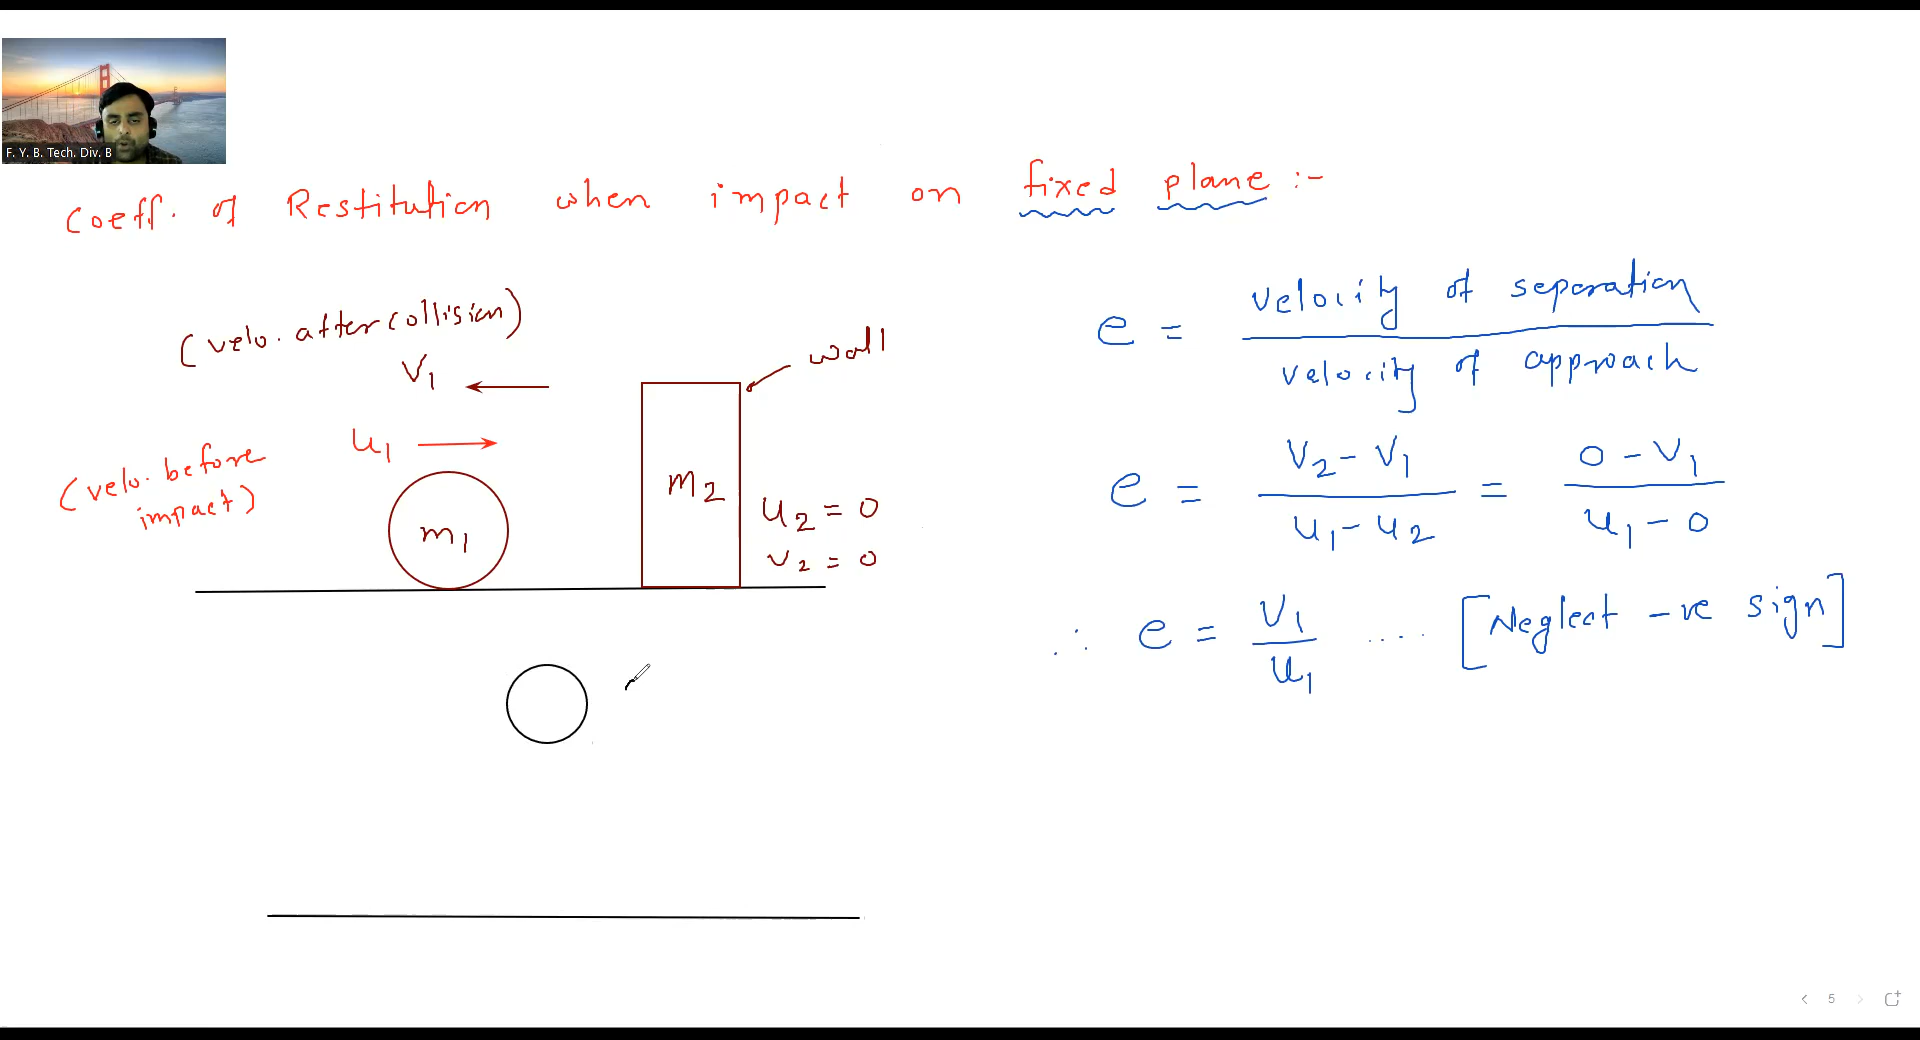 F. Y. B. Tech. Div. B
Coeff. of Restitution when impact on fixed plane :-
(velo. after collision)
V1
wall
u1
(velo. before
impact)
m1
m2
u2 = 0
v2 = 0
e = velocity of seperation
velocity of approach
e = V2 - V1 / u1 - u2 = 0 - V1 / u1 - 0
∴ e = V1 / u1 .... [Neglect -ve sign]
5